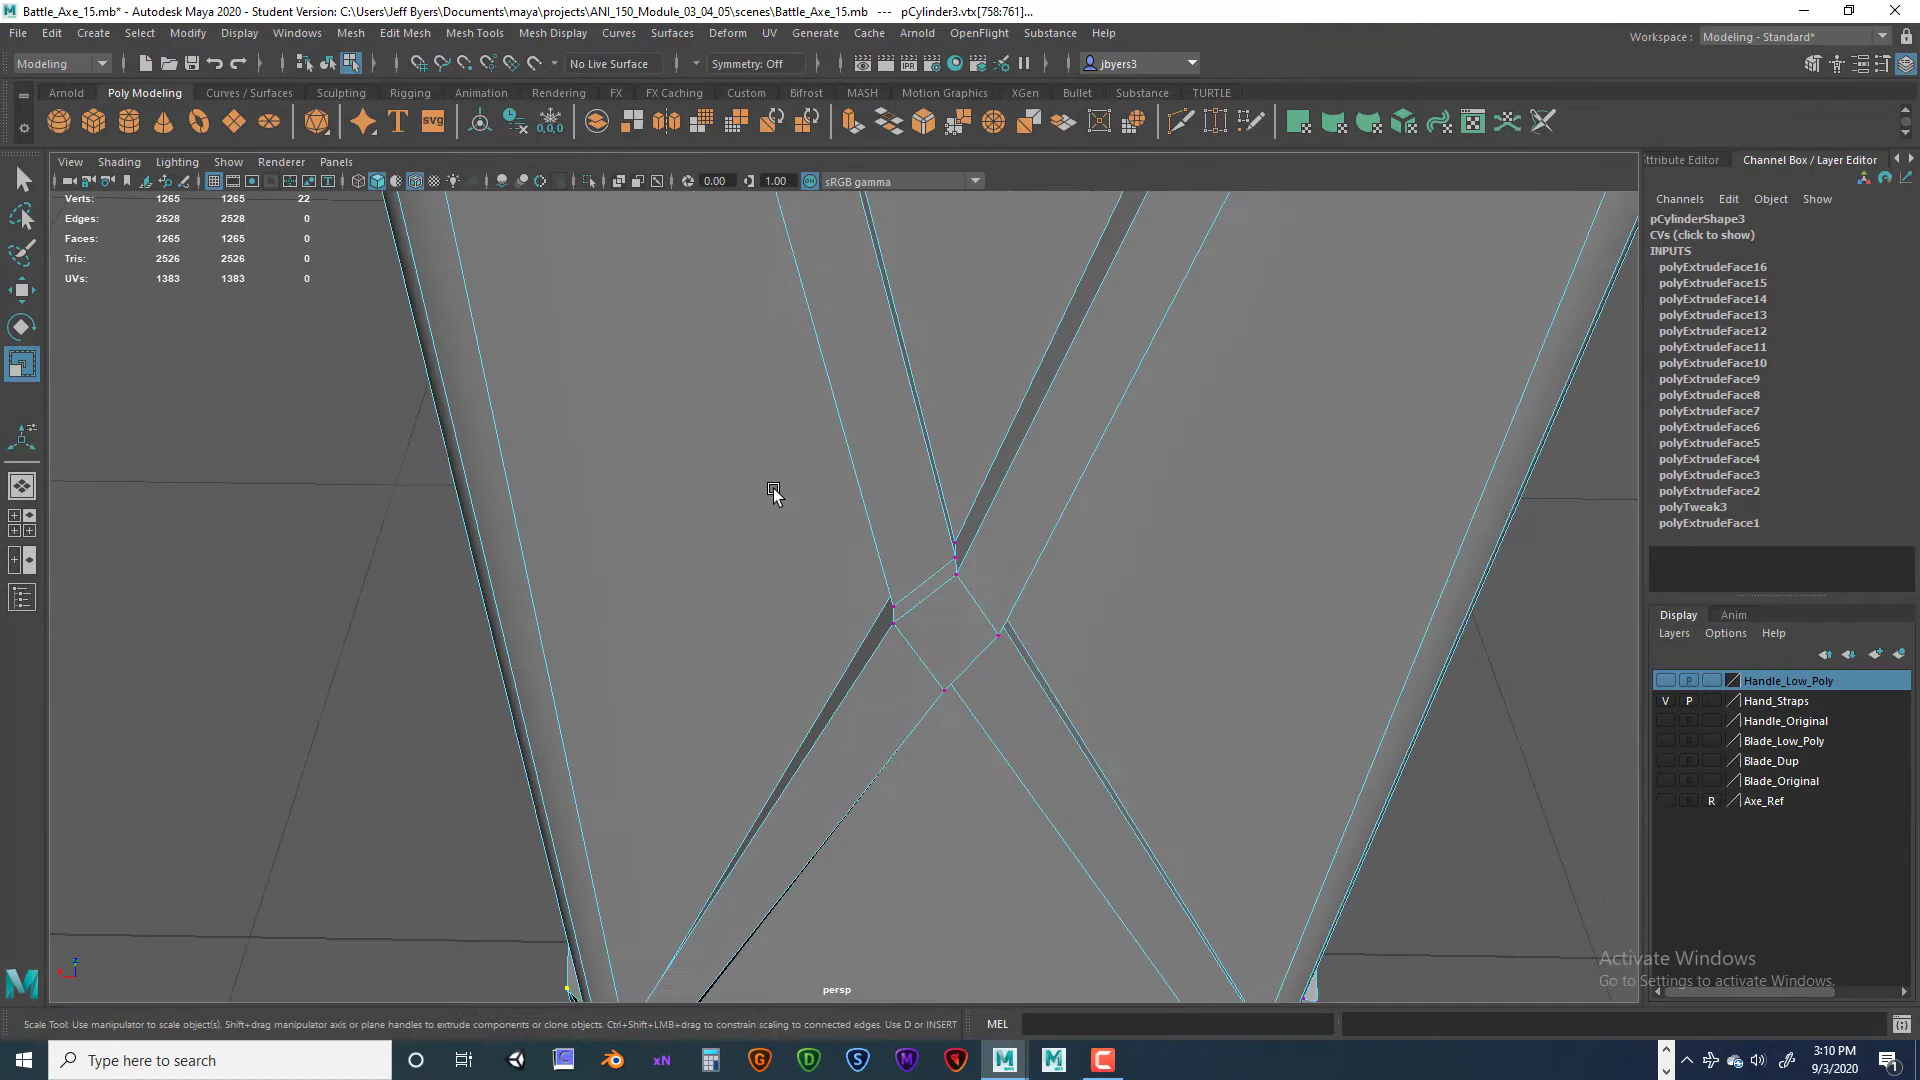 Battle_Axe_15.mb* - Autodesk Maya 2020 - Student Version: C:\Users\Jeff Byers\Documents\maya\projects\ANI_150_Module_03_04_05\scenes\Battle_Axe_15.mb --- pCylinder3.vtx[758:761]...
File Edit Create Select Modify Display Windows Mesh Edit Mesh Mesh Tools Mesh Display Curves Surfaces Deform UV Generate Cache Arnold OpenFlight Substance Help
Workspace : Modeling - Standard*
Modeling No Live Surface Symmetry: Off jbyers3
Arnold Poly Modeling Curves / Surfaces Sculpting Rigging Animation Rendering FX FX Caching Custom Bifrost MASH Motion Graphics XGen Bullet Substance TURTLE
View Shading Lighting Show Renderer Panels
0.00 1.00 sRGB gamma
Verts: 1265 1265 22
Edges: 2528 2528 0
Faces: 1265 1265 0
Tris: 2526 2526 0
UVs: 1383 1383 0
persp
ttribute Editor Channel Box / Layer Editor
Channels Edit Object Show
pCylinderShape3
CVs (click to show)
INPUTS
polyExtrudeFace16
polyExtrudeFace15
polyExtrudeFace14
polyExtrudeFace13
polyExtrudeFace12
polyExtrudeFace11
polyExtrudeFace10
polyExtrudeFace9
polyExtrudeFace8
polyExtrudeFace7
polyExtrudeFace6
polyExtrudeFace5
polyExtrudeFace4
polyExtrudeFace3
polyExtrudeFace2
polyTweak3
polyExtrudeFace1
Display Anim
Layers Options Help
P Handle_Low_Poly
V P Hand_Straps
Handle_Original
Blade_Low_Poly
Blade_Dup
Blade_Original
R Axe_Ref
Activate Windows
Go to Settings to activate Windows.
Scale Tool: Use manipulator to scale object(s). Shift+drag manipulator axis or plane handles to extrude components or clone objects. Ctrl+Shift+LMB+drag to constrain scaling to connected edges. Use D or INSERT
MEL
Type here to search
3:10 PM
9/3/2020